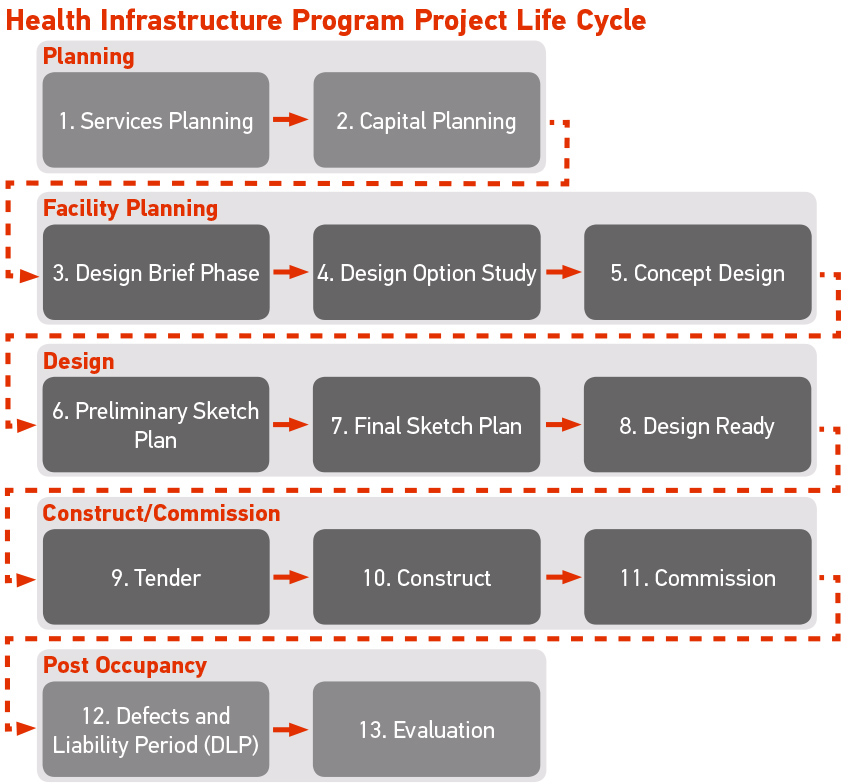 Health Infrastructure Program Project Life Cycle
Planning
1. Services Planning
2. Capital Planning
Facility Planning
3. Design Brief Phase
4. Design Option Study
5. Concept Design
Design
6. Preliminary Sketch
Plan
7. Final Sketch Plan
8. Design Ready
Construct/Commission
9. Tender
10. Construct
11. Commission
Post Occupancy
12. Defects and
Liability Period (DLP)
13. Evaluation